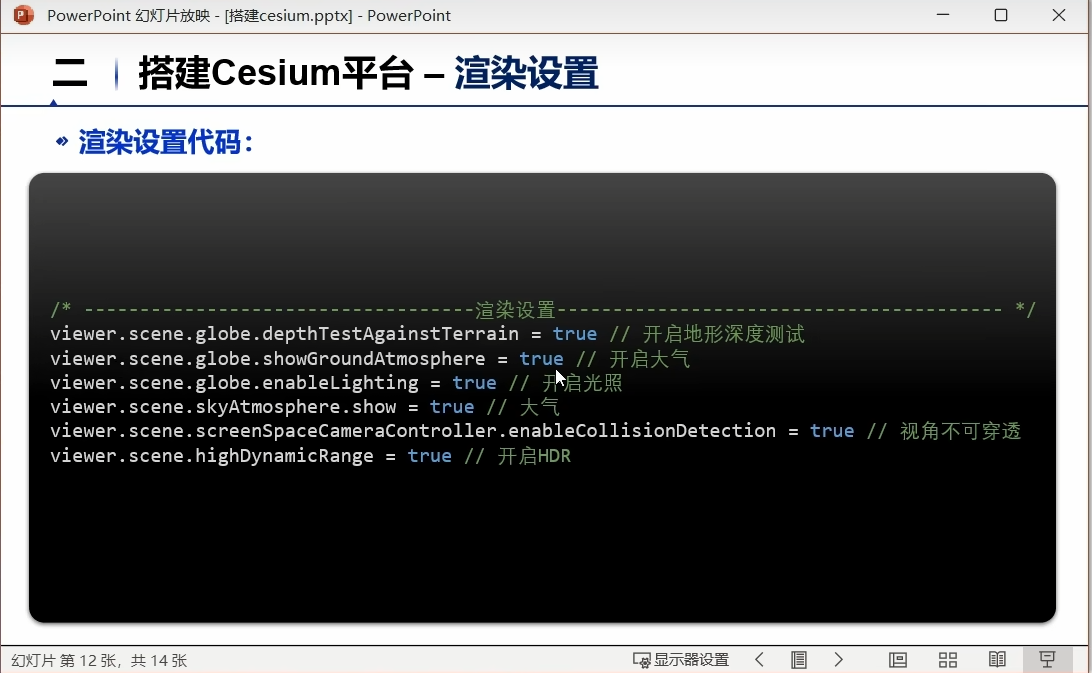 PowerPoint 幻灯片放映 - [搭建cesium.pptx] - PowerPoint
二 搭建Cesium平台 – 渲染设置
渲染设置代码：
/* -----------------------------------渲染设置---------------------------------------- */
viewer.scene.globe.depthTestAgainstTerrain = true // 开启地形深度测试
viewer.scene.globe.showGroundAtmosphere = true // 开启大气
viewer.scene.globe.enableLighting = true // 开启光照
viewer.scene.skyAtmosphere.show = true // 大气
viewer.scene.screenSpaceCameraController.enableCollisionDetection = true // 视角不可穿透
viewer.scene.highDynamicRange = true // 开启HDR
幻灯片 第 12 张，共 14 张 显示器设置